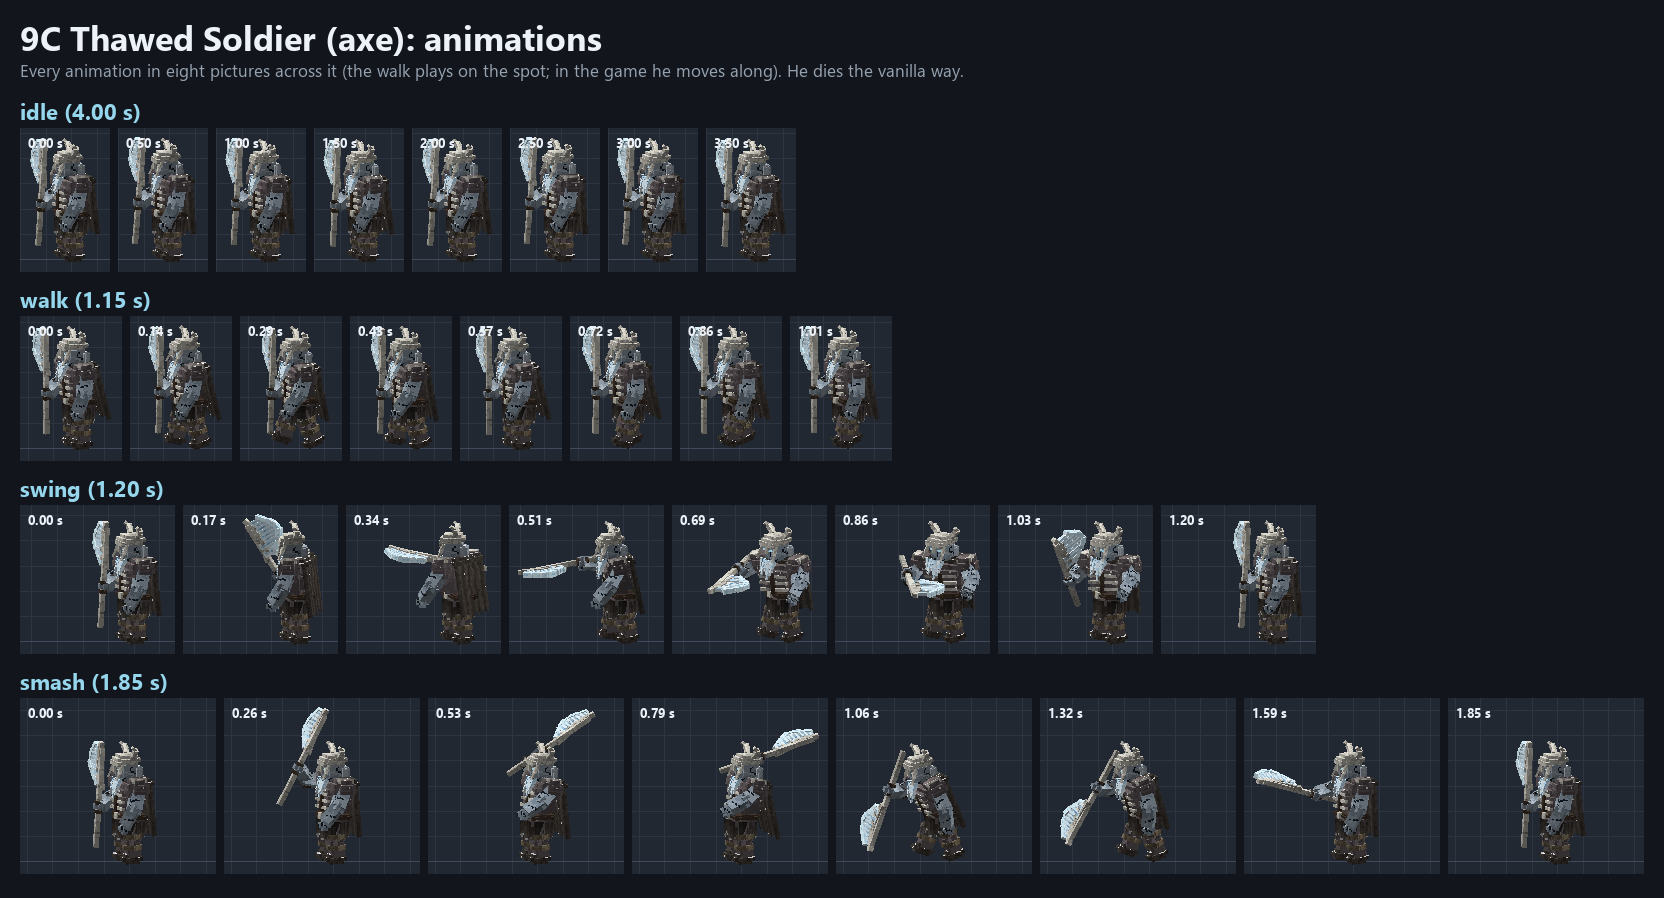 9C Thawed Soldier (axe): animations
Every animation in eight pictures across it (the walk plays on the spot; in the game he moves along). He dies the vanilla way.
idle (4.00 s)
0.00 s 0.50 s 1.00 s 1.50 s 2.00 s 2.50 s 3.00 s 3.50 s
walk (1.15 s)
0.00 s 0.14 s 0.29 s 0.43 s 0.57 s 0.72 s 0.86 s 1.01 s
swing (1.20 s)
0.00 s 0.17 s 0.34 s 0.51 s 0.69 s 0.86 s 1.03 s 1.20 s
smash (1.85 s)
0.00 s 0.26 s 0.53 s 0.79 s 1.06 s 1.32 s 1.59 s 1.85 s